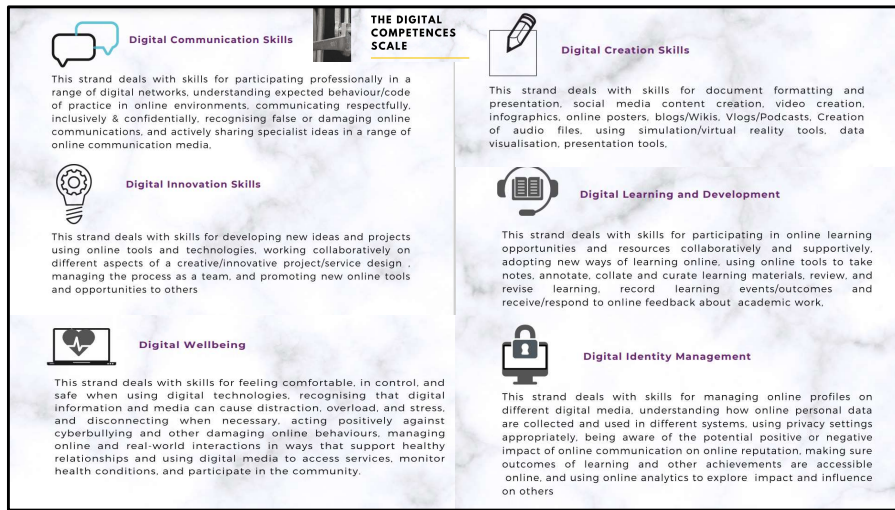 THE DIGITAL
COMPETENCES
SCALE
Digital Communication Skills
This strand deals with skills for participating professionally in a
range of digital networks, understanding expected behaviour/code
of practice in online environments, communicating respectfully,
inclusively & confidentially, recognising false or damaging online
communications, and actively sharing specialist ideas in a range of
online communication media,
Digital Creation Skills
This strand deals with skills for document formatting and
presentation, social media content creation, video creation,
infographics, online posters, blogs/Wikis, Vlogs/Podcasts, Creation
of audio files, using simulation/virtual reality tools, data
visualisation, presentation tools,
Digital Innovation Skills
This strand deals with skills for developing new ideas and projects
using online tools and technologies, working collaboratively on
different aspects of a creative/innovative project/service design ,
managing the process as a team, and promoting new online tools
and opportunities to others
Digital Learning and Development
This strand deals with skills for participating in online learning
opportunities and resources collaboratively and supportively,
adopting new ways of learning online, using online tools to take
notes, annotate, collate and curate learning materials, review, and
revise learning, record learning events/outcomes and
receive/respond to online feedback about academic work,
Digital Wellbeing
This strand deals with skills for feeling comfortable, in control, and
safe when using digital technologies, recognising that digital
information and media can cause distraction, overload, and stress,
and disconnecting when necessary, acting positively against
cyberbullying and other damaging online behaviours, managing
online and real-world interactions in ways that support healthy
relationships and using digital media to access services, monitor
health conditions, and participate in the community.
Digital Identity Management
This strand deals with skills for managing online profiles on
different digital media, understanding how online personal data
are collected and used in different systems, using privacy settings
appropriately, being aware of the potential positive or negative
impact of online communication on online reputation, making sure
outcomes of learning and other achievements are accessible
online, and using online analytics to explore impact and influence
on others